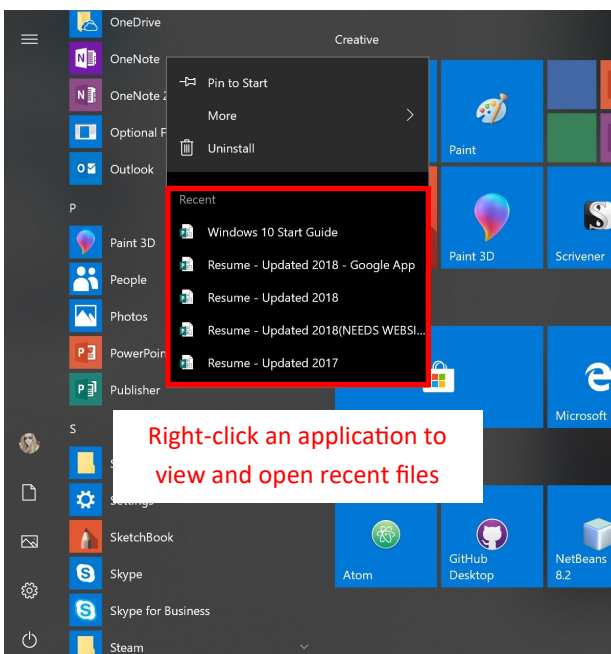 OneDrive
Creative
OneNote
OneNote 2
Optional F
Outlook
Pin to Start
More
Uninstall
Paint
Recent
Windows 10 Start Guide
Resume - Updated 2018 - Google App
Resume - Updated 2018
Resume - Updated 2018(NEEDS WEBSI...
Resume - Updated 2017
P
Paint 3D
People
Photos
PowerPoin
Publisher
Paint 3D
Scrivener
Microsoft
S
Right-click an application to
view and open recent files
Settings
SketchBook
Skype
Skype for Business
Steam
Atom
GitHub
Desktop
NetBeans
8.2